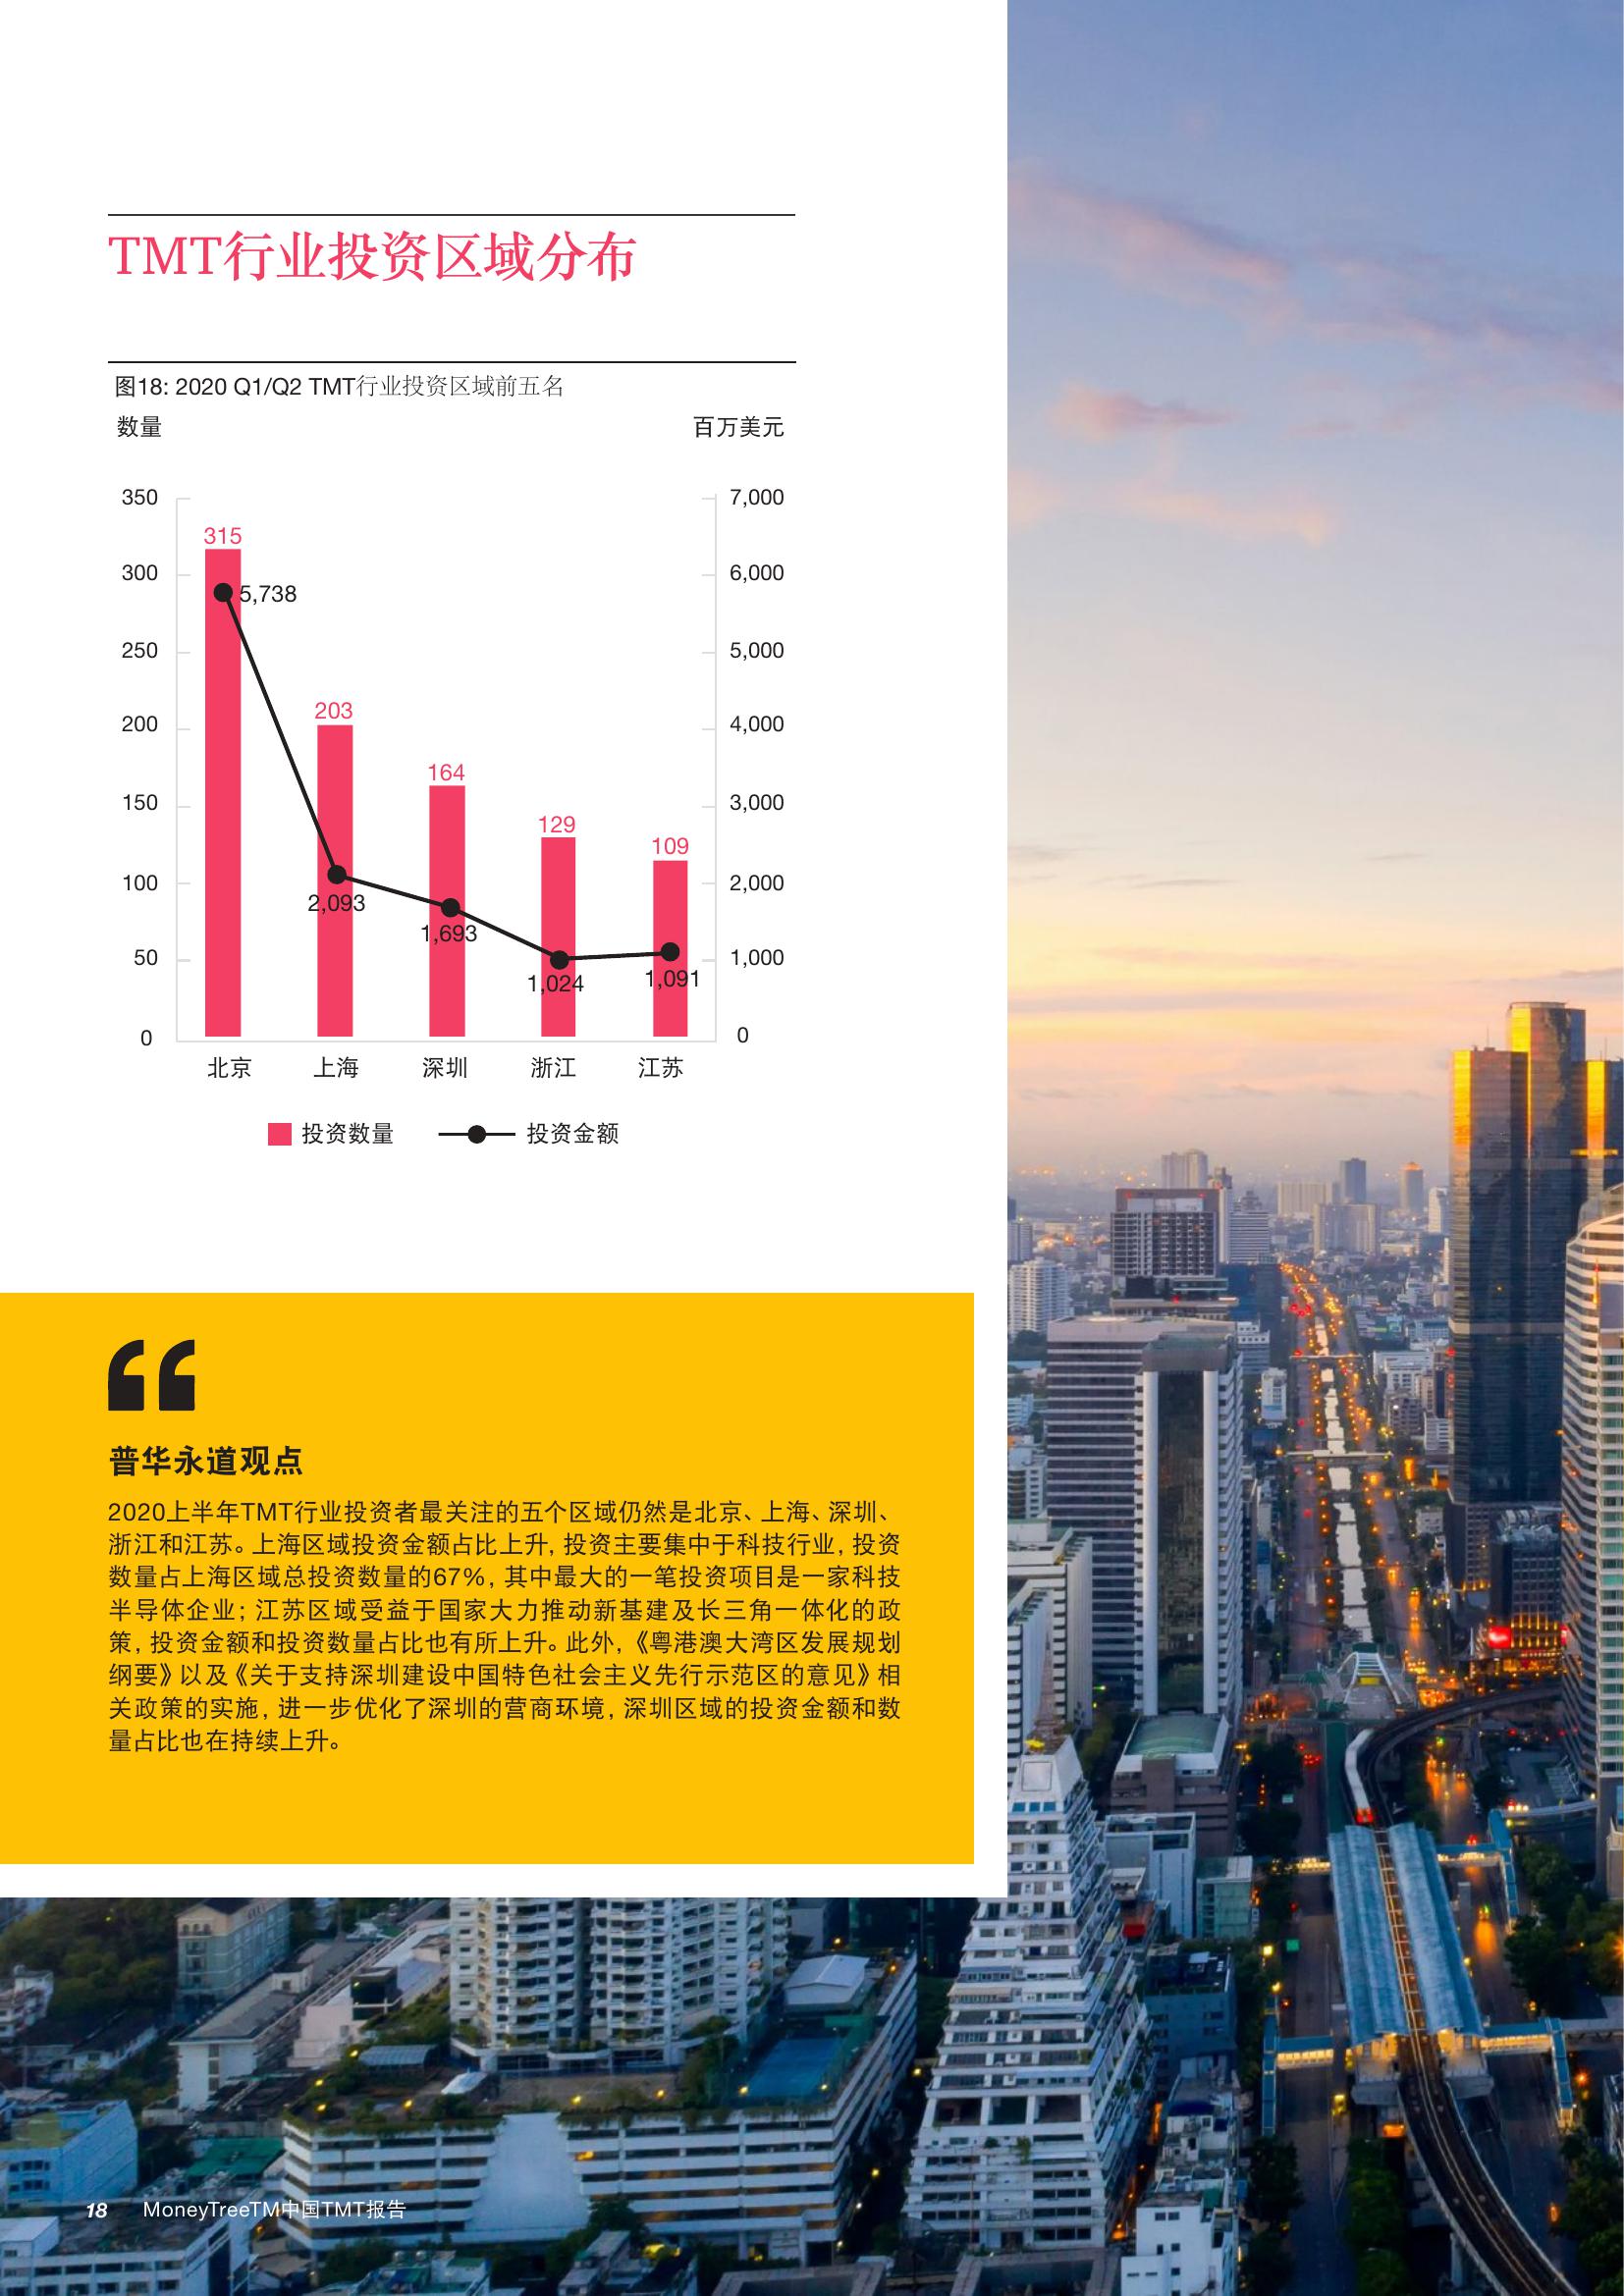 TMT行业投资区域分布
图18: 2020 Q1/Q2 TMT行业投资区域前五名
数量 百万美元
350 7,000
315
300 6,000
5,738
250 5,000
203
200 4,000
164
150 3,000
129
109
100 2,000
2,093
1,693
50 1,000
1,024 1,091
0 0
北京 上海 深圳 浙江 江苏
投资数量 投资金额
“
普华永道观点
2020上半年TMT行业投资者最关注的五个区域仍然是北京、上海、深圳、
浙江和江苏。上海区域投资金额占比上升, 投资主要集中于科技行业, 投资
数量占上海区域总投资数量的67%, 其中最大的一笔投资项目是一家科技
半导体企业; 江苏区域受益于国家大力推动新基建及长三角一体化的政
策, 投资金额和投资数量占比也有所上升。此外,《粤港澳大湾区发展规划
纲要》以及《关于支持深圳建设中国特色社会主义先行示范区的意见》相
关政策的实施, 进一步优化了深圳的营商环境, 深圳区域的投资金额和数
量占比也在持续上升。
18 MoneyTreeTM中国TMT报告